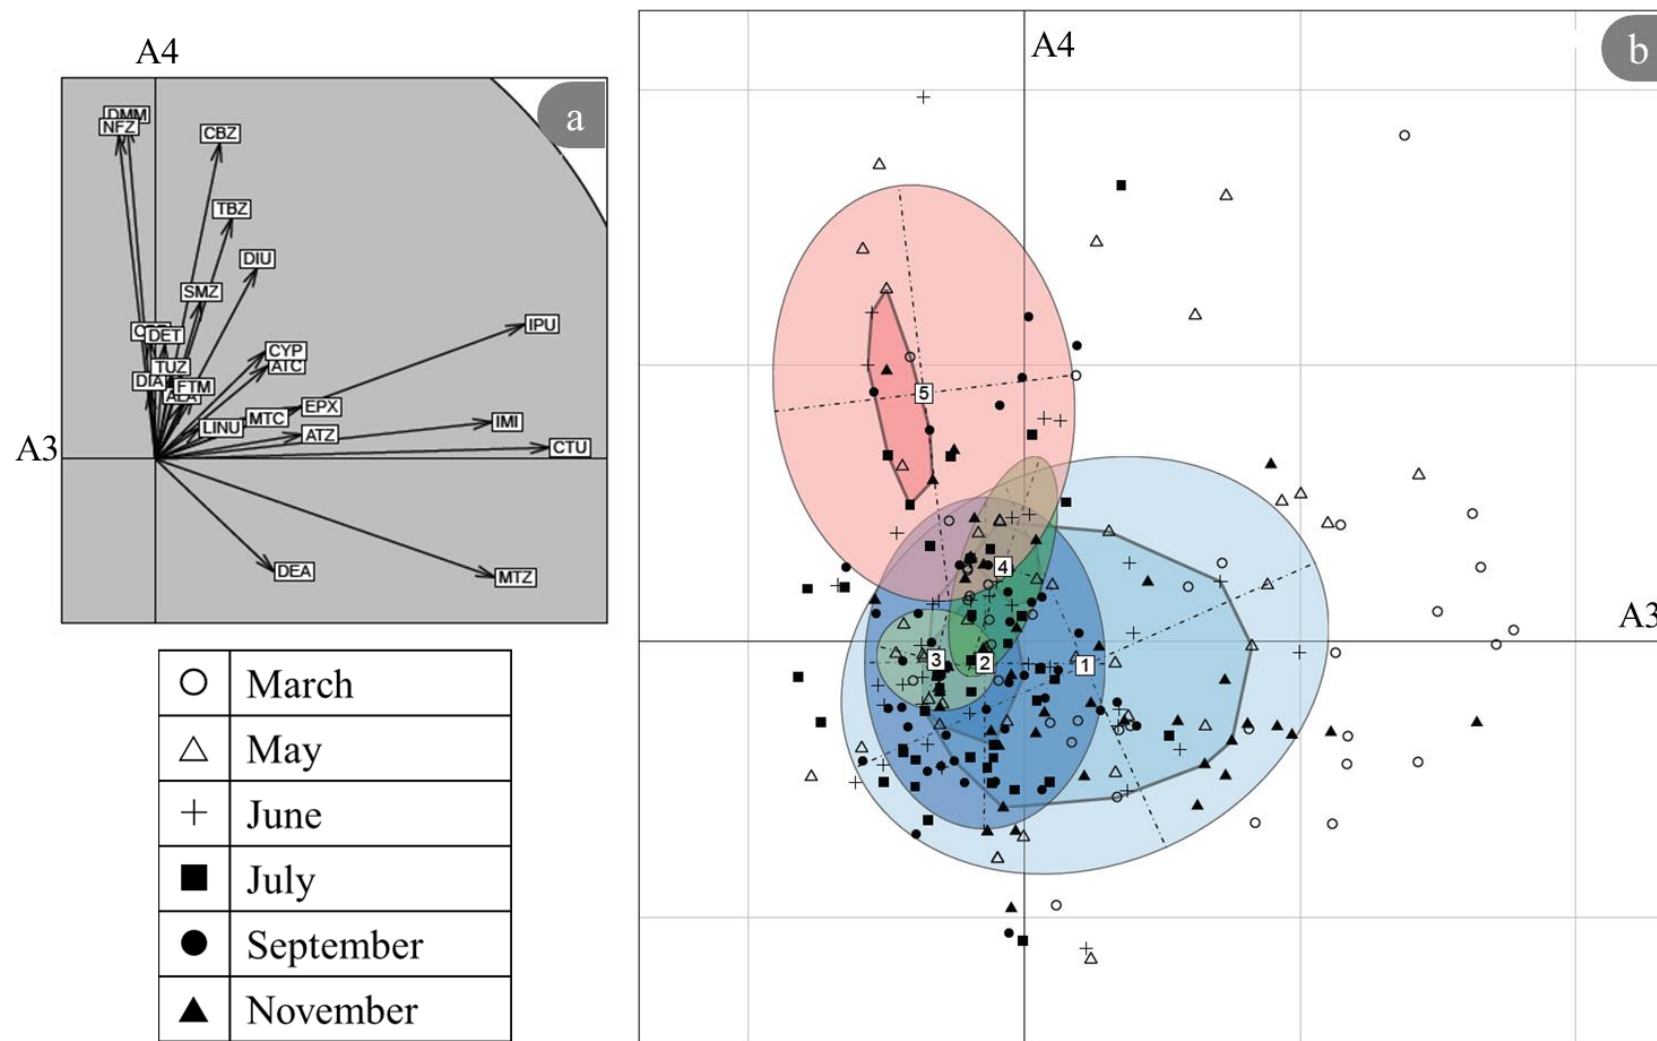 A4
a
DMM
NFZ
CBZ
TBZ
DIU
SMZ
DET
IPU
CYP
ATC
TUZ
DIA
FTM
EPX
MTC
LINU
ATZ
IMI
CTU
A3
DEA
MTZ
March
May
June
July
September
November
A4
b
5
4
A3
3
2
1